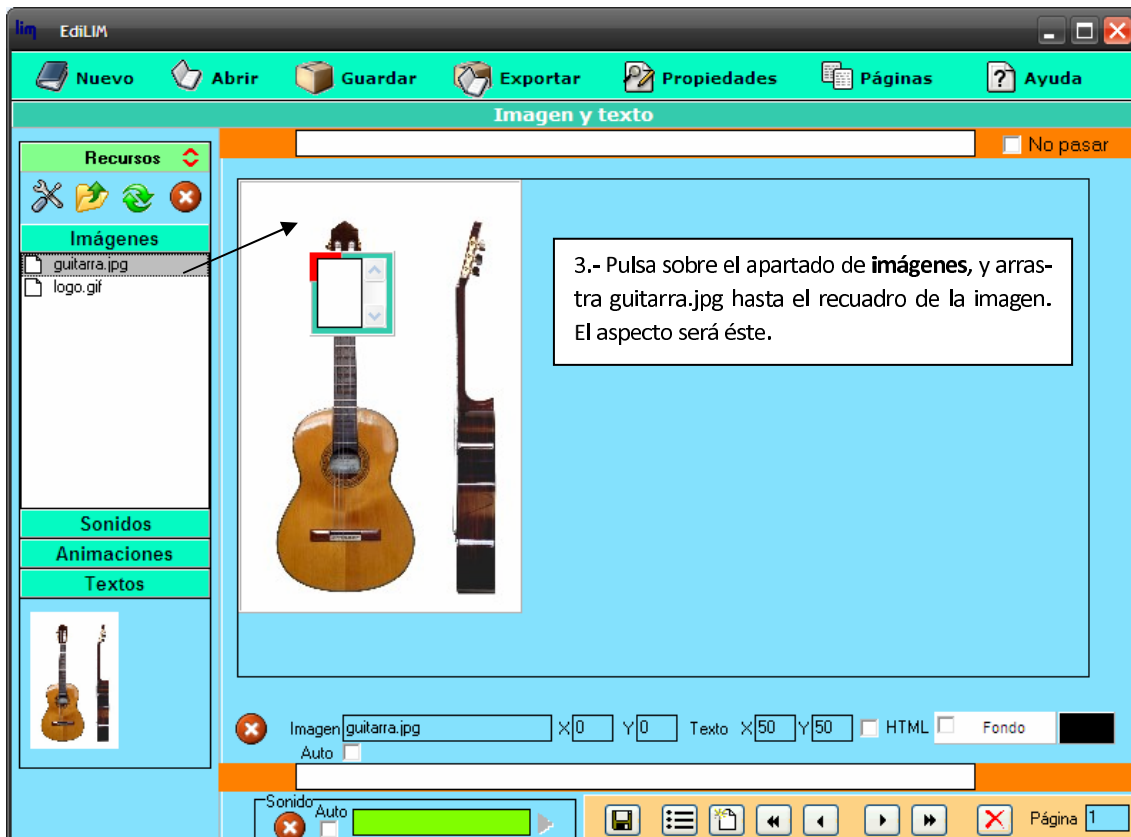 lim EdiLIM
Nuevo Abrir Guardar Exportar Propiedades Páginas Ayuda
Imagen y texto
No pasar
Recursos
Imágenes
guitarra.jpg
logo.gif
3.- Pulsa sobre el apartado de imágenes, y arras-
tra guitarra.jpg hasta el recuadro de la imagen.
El aspecto será éste.
Sonidos
Animaciones
Textos
Imagen guitarra.jpg X 0 Y 0 Texto X 50 Y 50 HTML Fondo
Auto
Sonido
Auto
Página 1